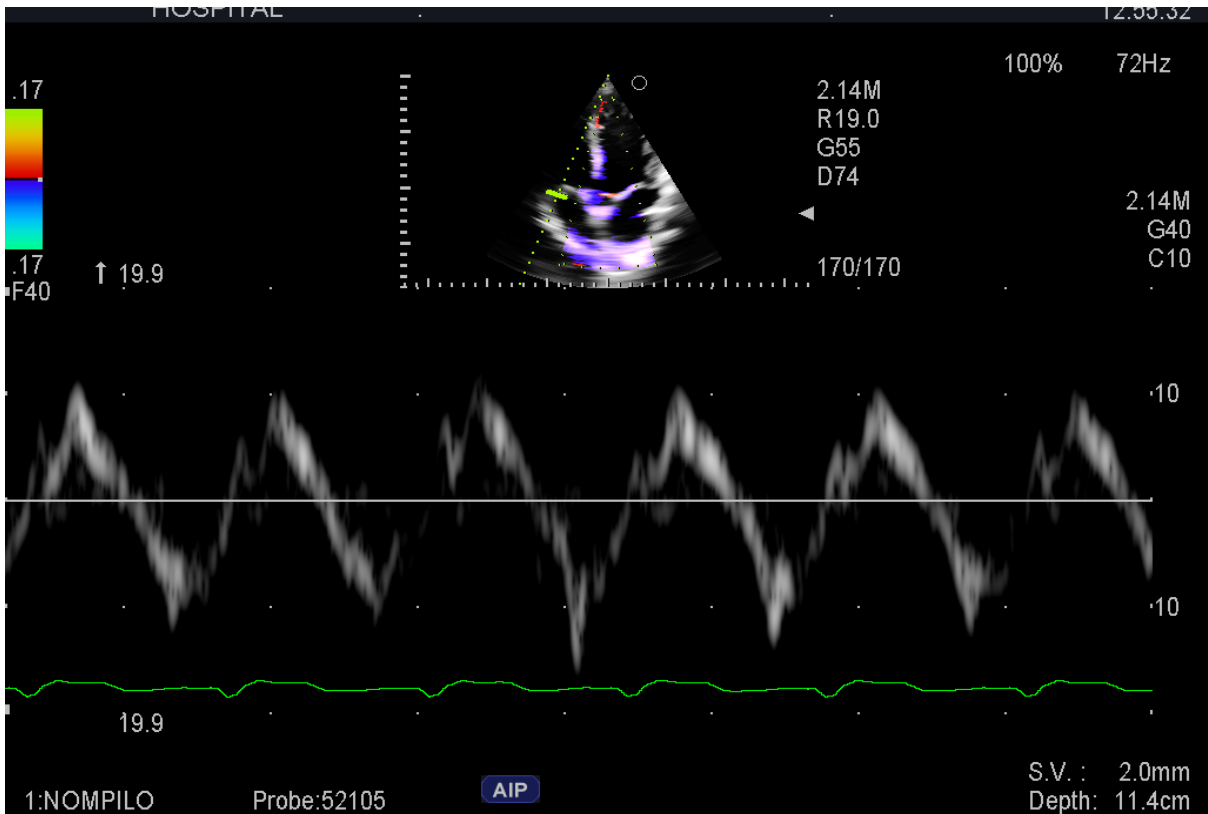 HOSPITAL 12:55:32
100% 72Hz
.17
2.14M
R19.0
G55
D74
2.14M
G40
C10
.17
↑ 19.9
170/170
F40
10
10
19.9
AIP
S.V. : 2.0mm
1:NOMPILO Probe:52105 Depth: 11.4cm